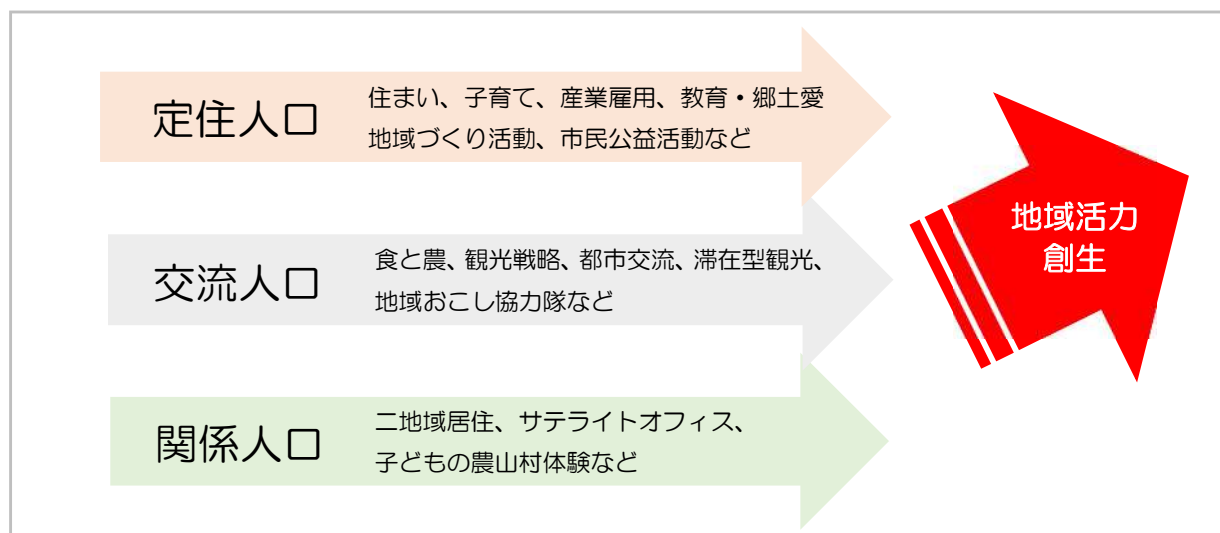 定住人口
住まい、子育て、産業雇用、教育・郷土愛
地域づくり活動、市民公益活動など
交流人口
食と農、観光戦略、都市交流、滞在型観光、
地域おこし協力隊など
関係人口
二地域居住、サテライトオフィス、
子どもの農山村体験など
地域活力
創生